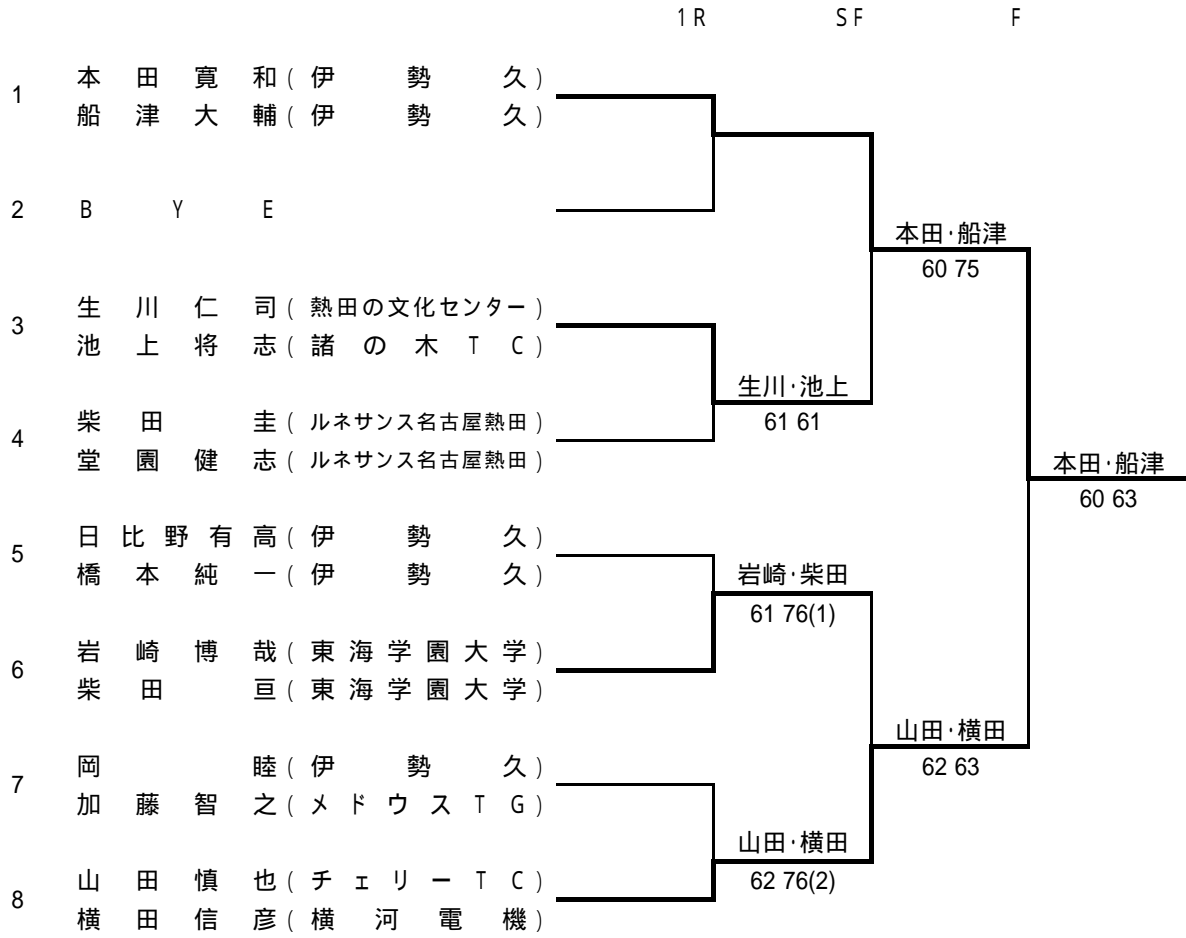 1R SF F
1
本田寛和(伊勢久)
船津大輔(伊勢久)
2 BYE
本田・船津
60 75
3
生川仁司(熱田の文化センター)
池上将志(諸の木TC)
生川・池上
61 61
4
柴田圭(ルネサンス名古屋熱田)
堂園健志(ルネサンス名古屋熱田)
本田・船津
60 63
5
日比野有高(伊勢久)
橋本純一(伊勢久)
岩崎・柴田
61 76(1)
6
岩崎博哉(東海学園大学)
柴田亘(東海学園大学)
山田・横田
62 63
7
岡睦(伊勢久)
加藤智之(メドウスTG)
山田・横田
62 76(2)
8
山田慎也(チェリーTC)
横田信彦(横河電機)